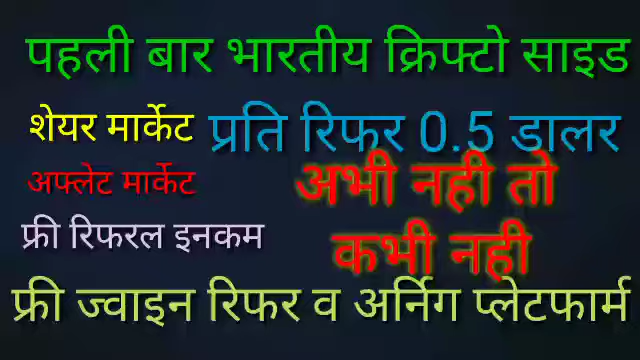 पहली बार भारतीय क्रिप्टो साइड
शेयर मार्केट
प्रति रिफर 0.5 डालर
अफ्लेट मार्केट
अभी नही तो
फ्री रिफरल इनकम
कभी नही
फ्री ज्वाइन रिफर व अर्निग प्लेटफार्म